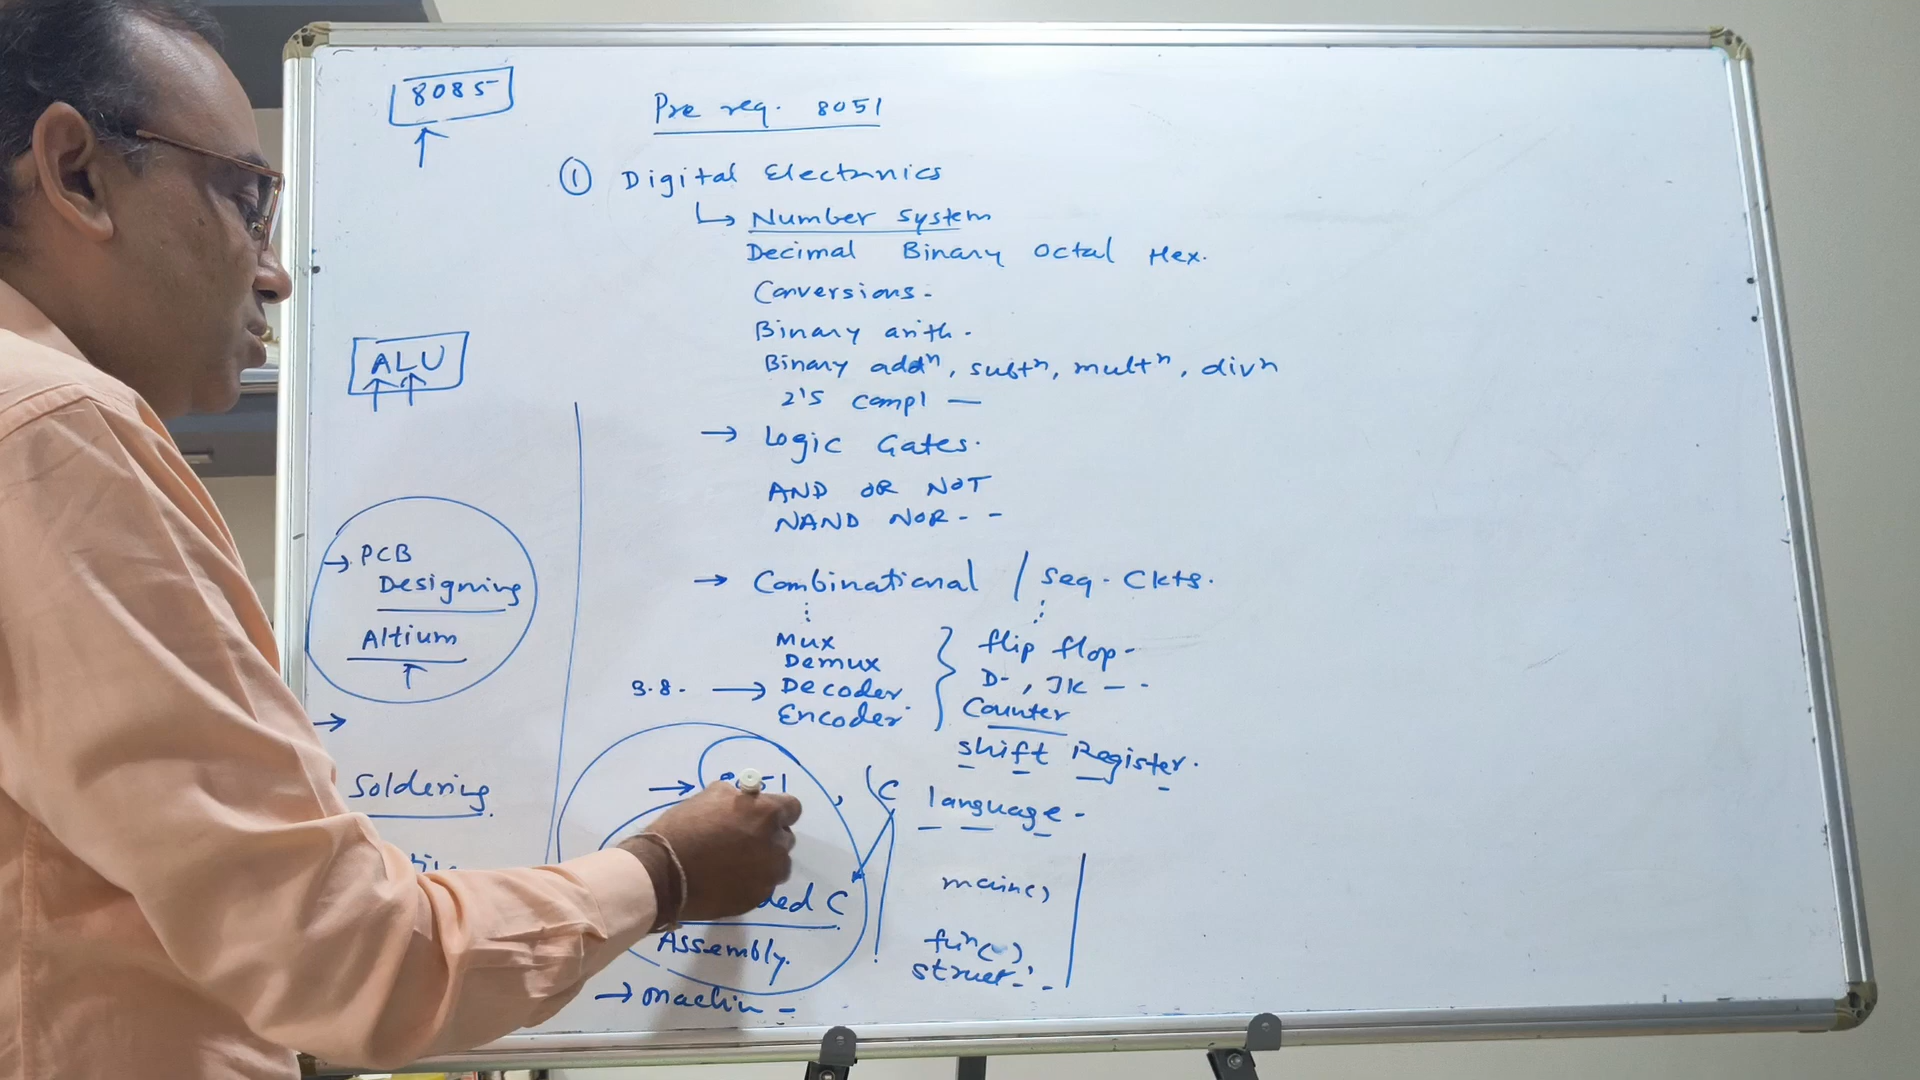 8085
Pre req. 8051
① Digital Electronics
↳ Number System
Decimal Binary Octal Hex.
Conversions.
Binary arith.
Binary addⁿ, subtⁿ, multⁿ, divⁿ
2's compl —
→ Logic Gates.
AND OR NOT
NAND NOR - -
→ Combinational / Seq. Ckts.
Mux
Demux
3.8. → Decoder
Encoder
flip flop-
D-, JK - -
Counter
Shift Register.
ALU
→ PCB
Designing
Altium
→
Soldering.
→ 8051, C language -
C
Assembly.
→ machin -
main()
fun( )
struct. -